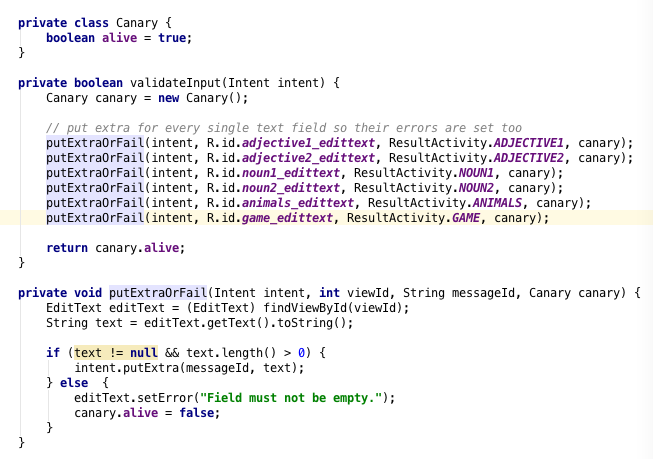 private class Canary {
    boolean alive = true;
}

private boolean validateInput(Intent intent) {
    Canary canary = new Canary();

    // put extra for every single text field so their errors are set too
    putExtraOrFail(intent, R.id.adjective1_edittext, ResultActivity.ADJECTIVE1, canary);
    putExtraOrFail(intent, R.id.adjective2_edittext, ResultActivity.ADJECTIVE2, canary);
    putExtraOrFail(intent, R.id.noun1_edittext, ResultActivity.NOUN1, canary);
    putExtraOrFail(intent, R.id.noun2_edittext, ResultActivity.NOUN2, canary);
    putExtraOrFail(intent, R.id.animals_edittext, ResultActivity.ANIMALS, canary);
    putExtraOrFail(intent, R.id.game_edittext, ResultActivity.GAME, canary);

    return canary.alive;
}

private void putExtraOrFail(Intent intent, int viewId, String messageId, Canary canary) {
    EditText editText = (EditText) findViewById(viewId);
    String text = editText.getText().toString();

    if (text != null && text.length() > 0) {
        intent.putExtra(messageId, text);
    } else  {
        editText.setError("Field must not be empty.");
        canary.alive = false;
    }
}